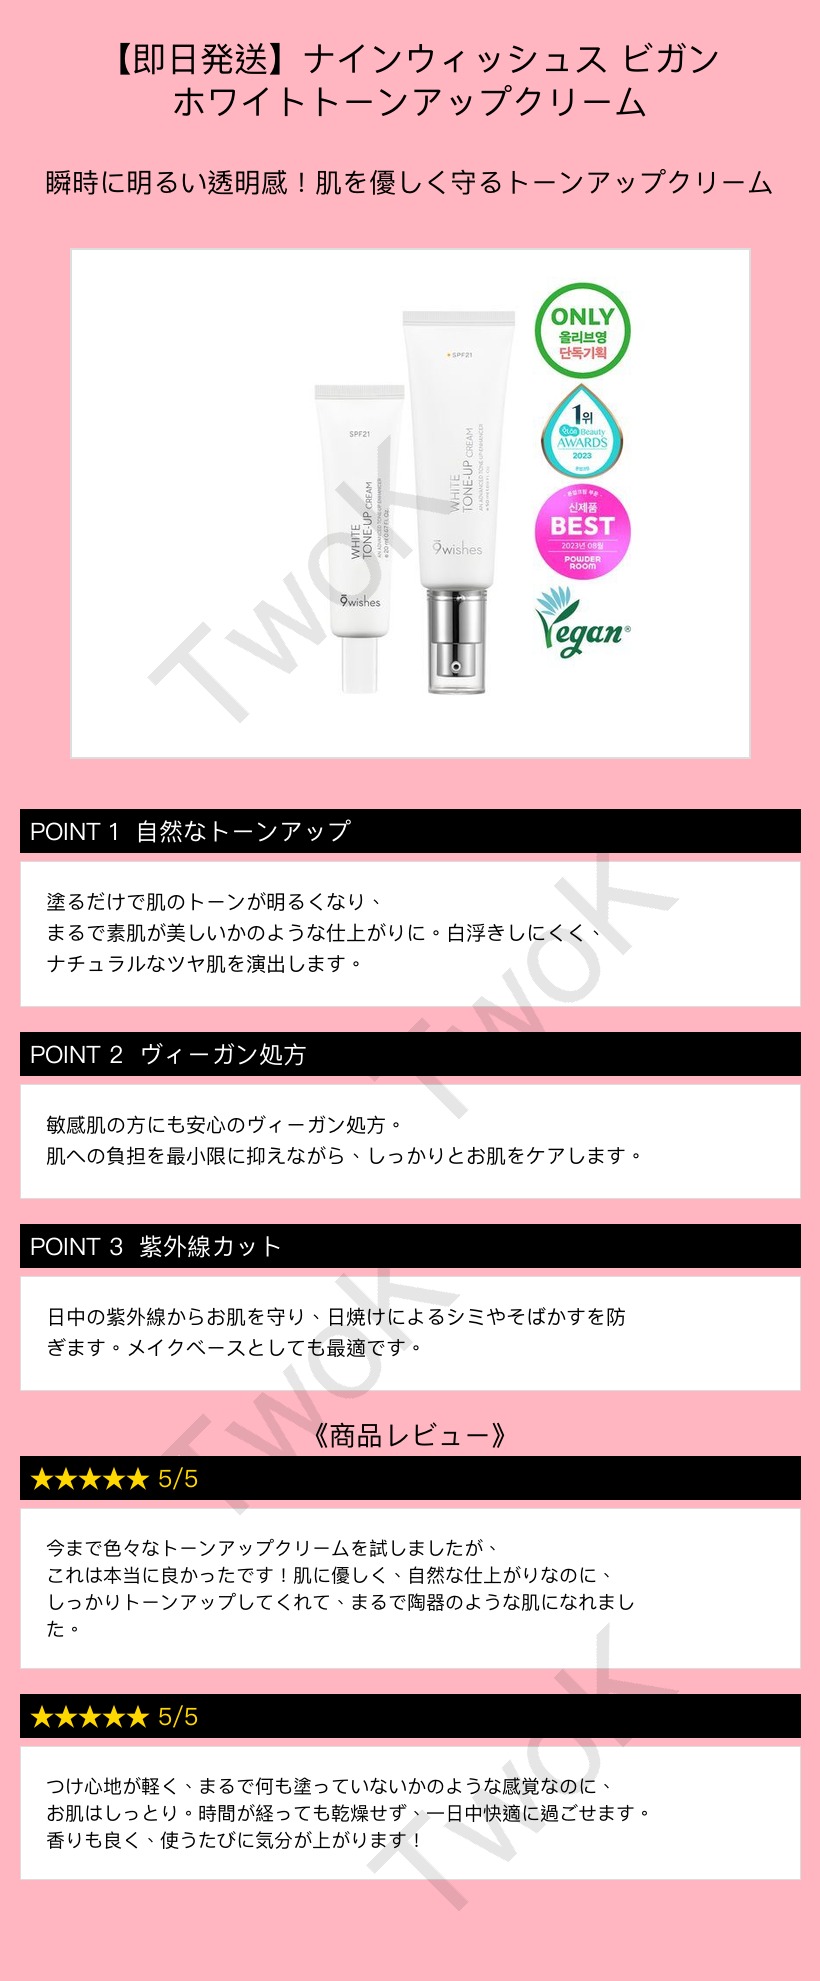 【即日発送】ナインウィッシュス ビガン
ホワイトトーンアップクリーム
瞬時に明るい透明感！肌を優しく守るトーンアップクリーム
SPF21
WHITE
TONE-UP CREAM
9wishes
SPF21
WHITE
TONE-UP CREAM
9wishes
ONLY
올리브영
단독기획
1위
Beauty
AWARDS
2023
신제품
BEST
2023년 08월
POWDER
ROOM
Vegan®
TwoK
POINT 1 自然なトーンアップ
塗るだけで肌のトーンが明るくなり、
まるで素肌が美しいかのような仕上がりに。白浮きしにくく、
ナチュラルなツヤ肌を演出します。
TwoK
POINT 2 ヴィーガン処方
敏感肌の方にも安心のヴィーガン処方。
肌への負担を最小限に抑えながら、しっかりとお肌をケアします。
POINT 3 紫外線カット
日中の紫外線からお肌を守り、日焼けによるシミやそばかすを防
ぎます。メイクベースとしても最適です。
TwoK
《商品レビュー》
★★★★★ 5/5
今まで色々なトーンアップクリームを試しましたが、
これは本当に良かったです！肌に優しく、自然な仕上がりなのに、
しっかりトーンアップしてくれて、まるで陶器のような肌になれまし
た。
★★★★★ 5/5
つけ心地が軽く、まるで何も塗っていないかのような感覚なのに、
お肌はしっとり。時間が経っても乾燥せず、一日中快適に過ごせます。
香りも良く、使うたびに気分が上がります！
TwoK